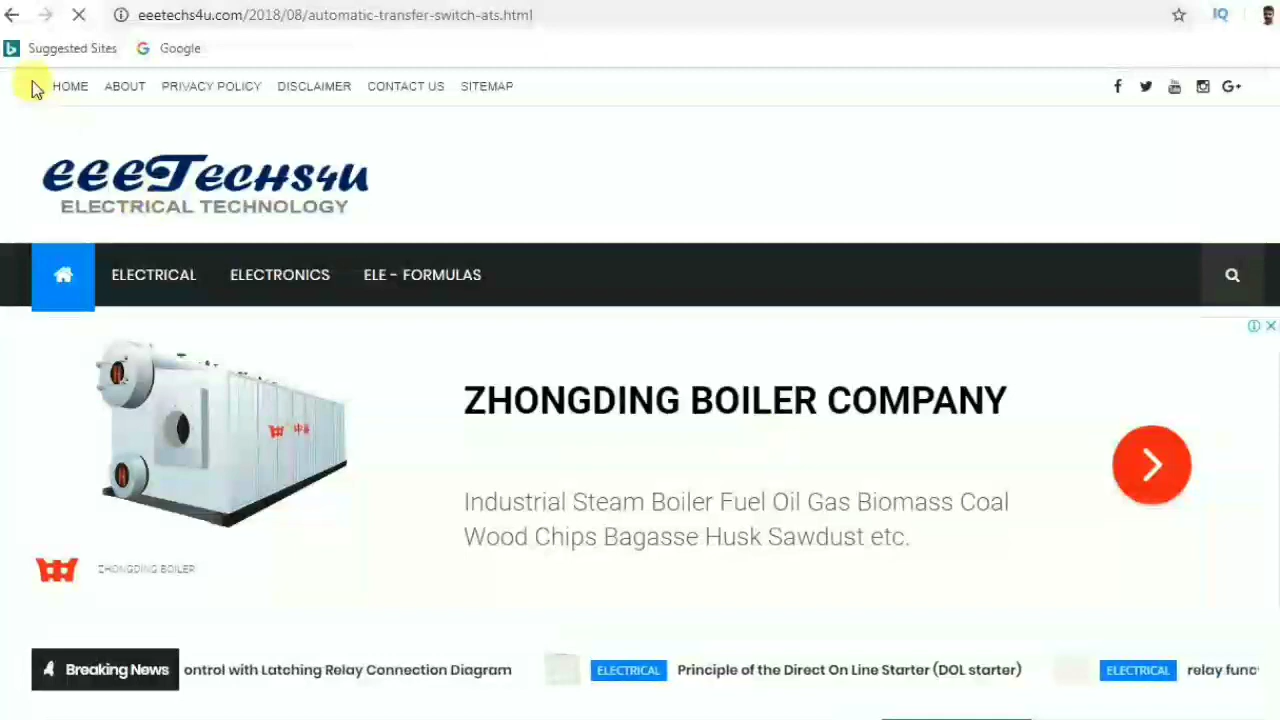 eeetechs4u.com/2018/08/automatic-transfer-switch-ats.html
IQ
Suggested Sites
Google
HOME ABOUT PRIVACY POLICY DISCLAIMER CONTACT US SITEMAP
eeeTechs4U
ELECTRICAL TECHNOLOGY
ELECTRICAL ELECTRONICS ELE - FORMULAS
ZHONGDING BOILER COMPANY
Industrial Steam Boiler Fuel Oil Gas Biomass Coal
Wood Chips Bagasse Husk Sawdust etc.
ZHONGDING BOILER
Breaking News ontrol with Latching Relay Connection Diagram ELECTRICAL Principle of the Direct On Line Starter (DOL starter) ELECTRICAL relay func